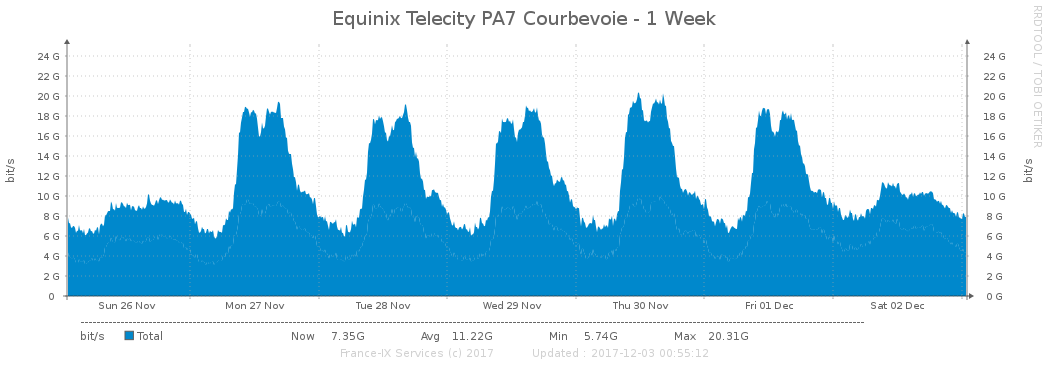 Equinix Telecity PA7 Courbevoie - 1 Week
RRDTOOL / TOBI OETIKER
24 G 24 G
22 G 22 G
20 G 20 G
18 G 18 G
16 G 16 G
14 G 14 G
12 G 12 G
10 G 10 G
8 G 8 G
6 G 6 G
4 G 4 G
2 G 2 G
0 0 G
bit/s
bit/s
Sun 26 Nov Mon 27 Nov Tue 28 Nov Wed 29 Nov Thu 30 Nov Fri 01 Dec Sat 02 Dec
bit/s Total Now 7.35G Avg 11.22G Min 5.74G Max 20.31G
France-IX Services (c) 2017 Updated : 2017-12-03 00:55:12